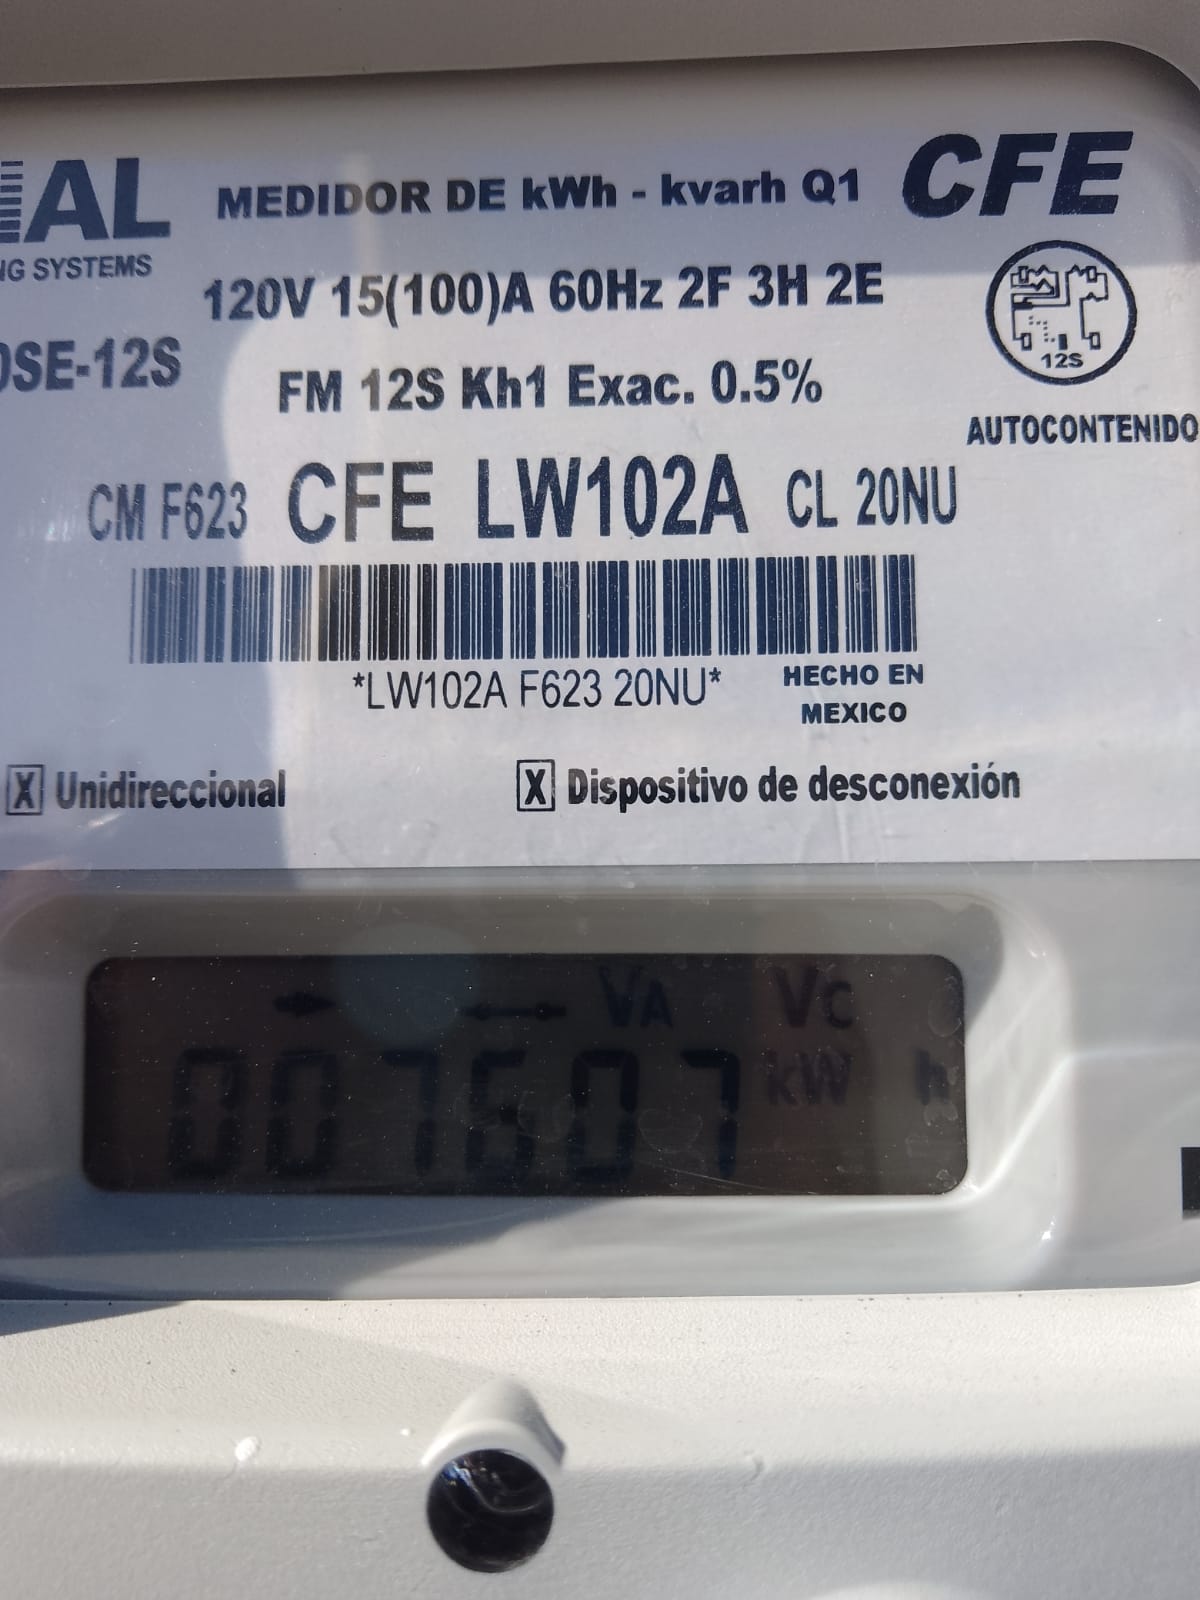 AL
CFE
MEDIDOR DE kWh - kvarh Q1
NG SYSTEMS
120V 15(100)A 60Hz 2F 3H 2E
12S
OSE-12S
FM 12S Kh1 Exac. 0.5%
AUTOCONTENIDO
CM F623 CFE LW102A CL 20NU
*LW102A F623 20NU*
HECHO EN
MEXICO
X Unidireccional
X Dispositivo de desconexión
VA VC
007607 kW h